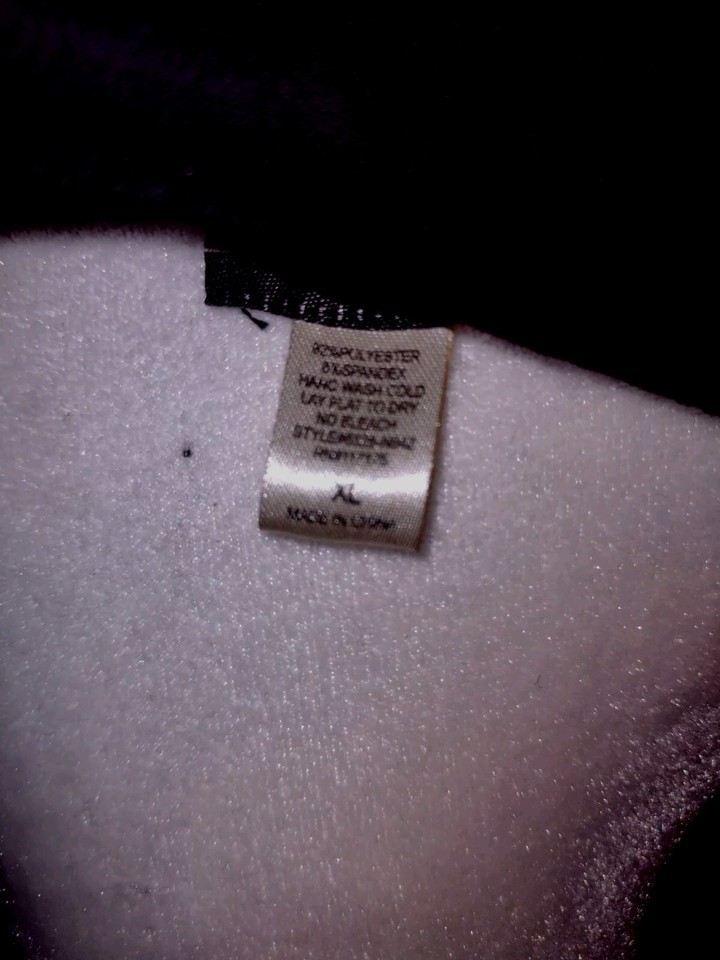 92%POLYESTER
8%SPANDEX
HAND WASH COLD
LAY FLAT TO DRY
NO BLEACH
XL
MADE IN CHINA